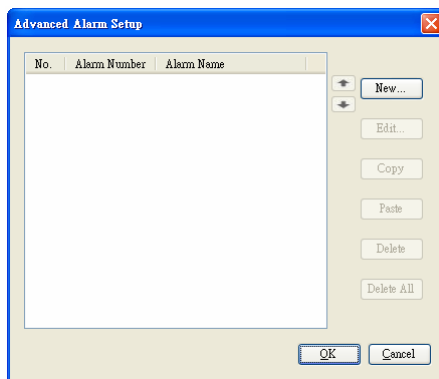 Advanced Alarm Setup
No. Alarm Number Alarm Name
New...
Edit...
Copy
Paste
Delete
Delete All
OK Cancel